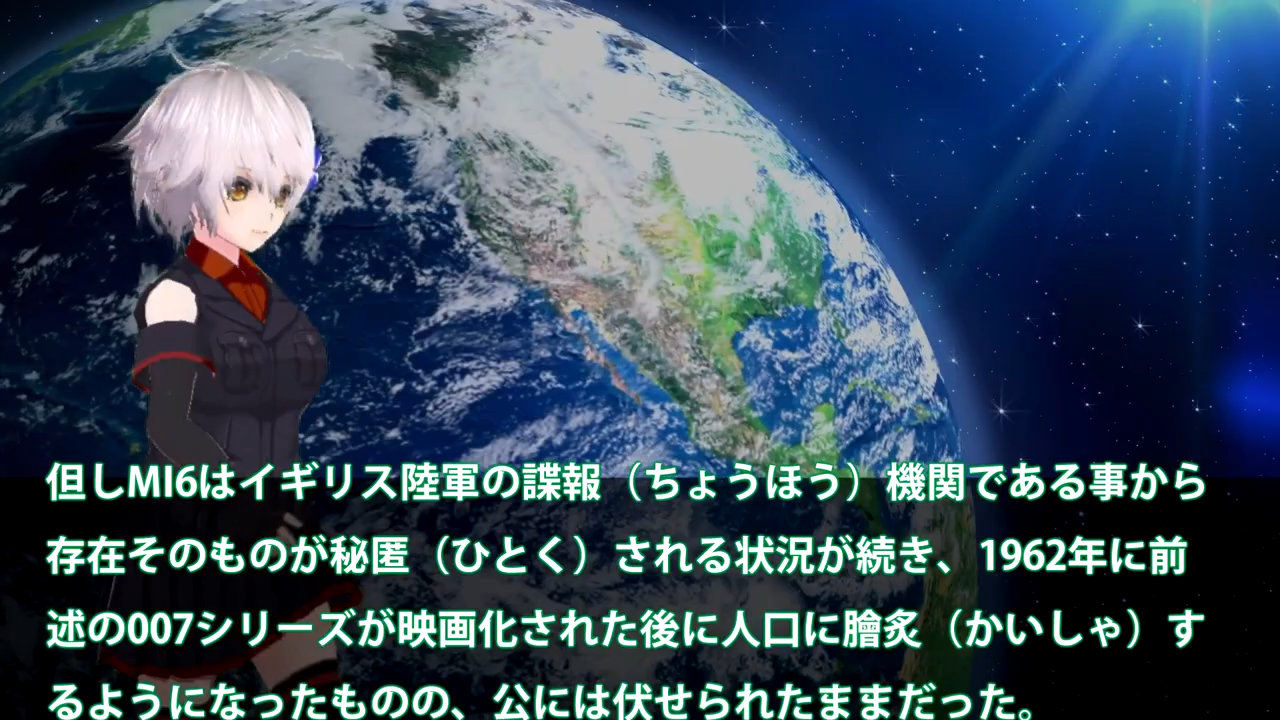 但しMI6はイギリス陸軍の諜報（ちょうほう）機関である事から
存在そのものが秘匿（ひとく）される状況が続き、1962年に前
述の007シリーズが映画化された後に人口に膾炙（かいしゃ）す
るようになったものの、公には伏せられたままだった。